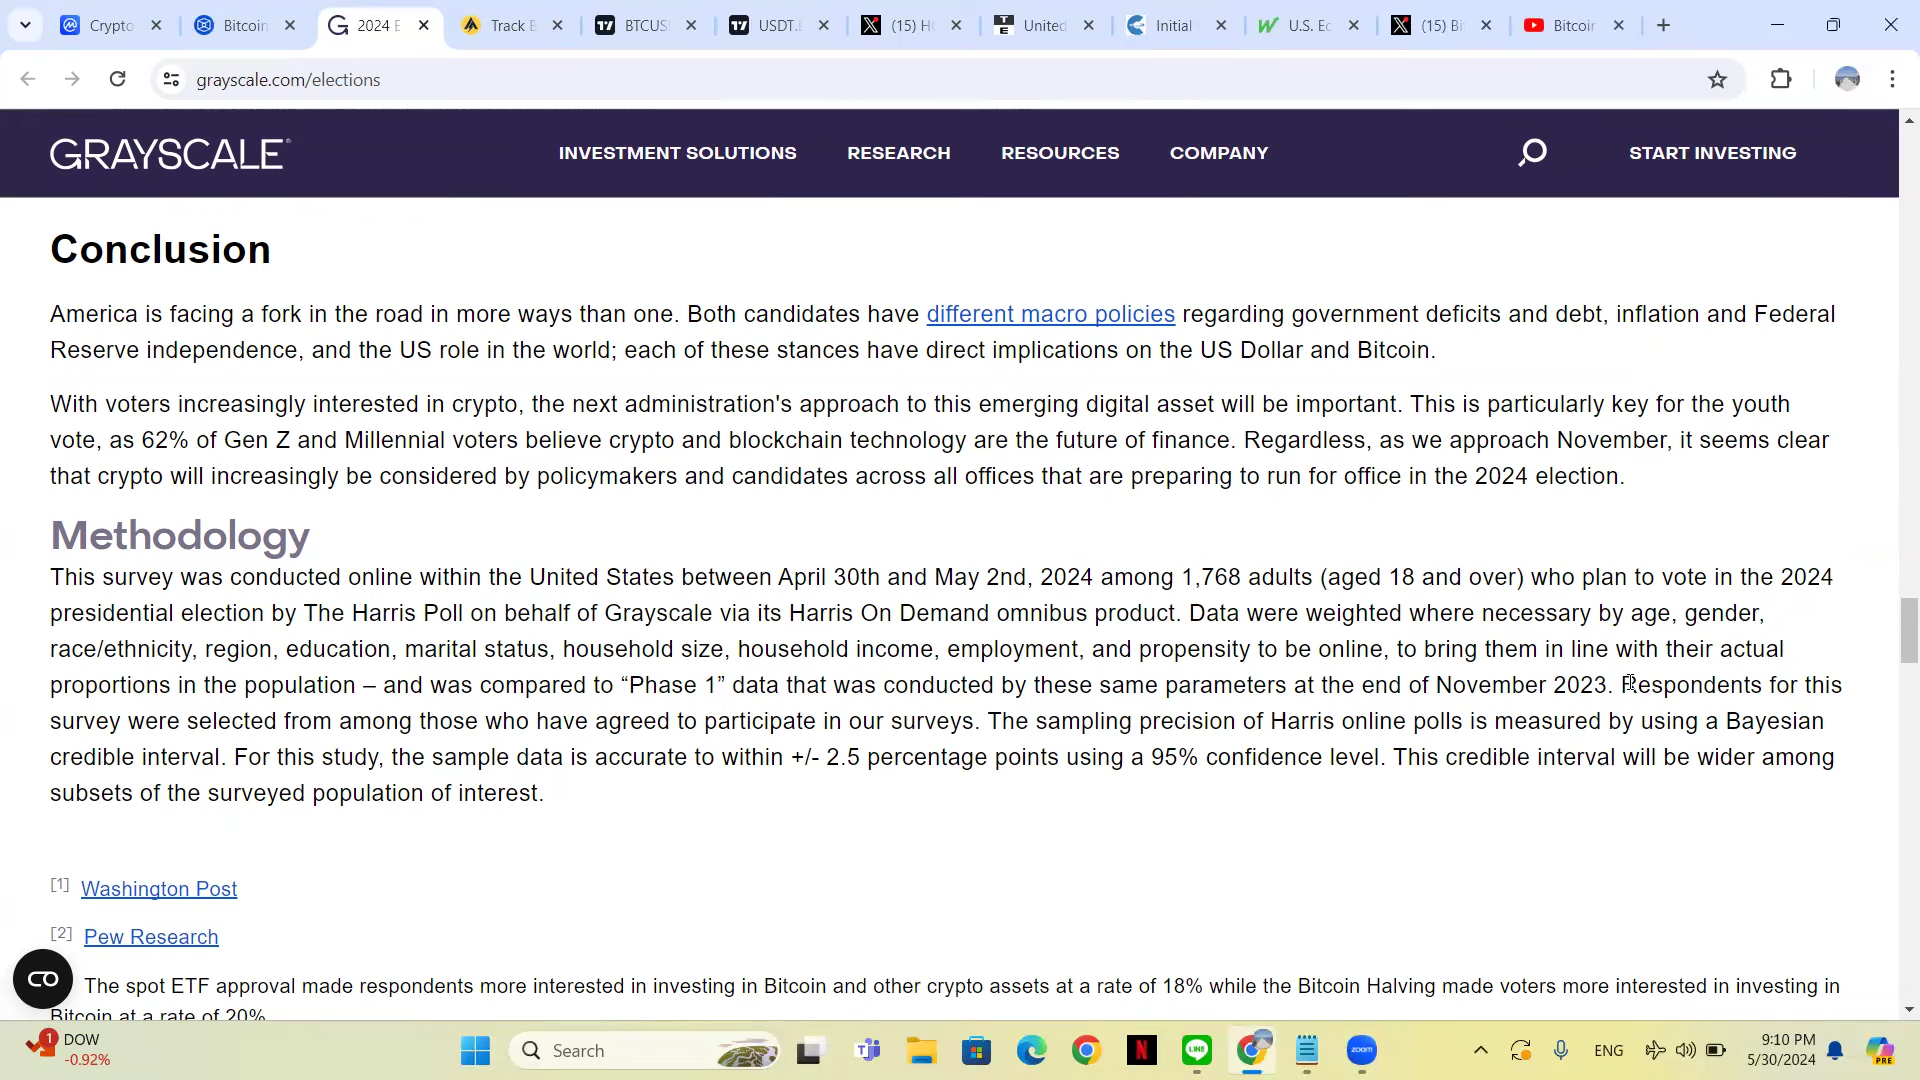 Crypto
Bitcoin
2024 E
Track B
BTCUS
USDT.
(15) H
United
Initial
U.S. Ec
(15) Bi
Bitcoin
grayscale.com/elections
GRAYSCALE
INVESTMENT SOLUTIONS
RESEARCH
RESOURCES
COMPANY
START INVESTING
Conclusion
America is facing a fork in the road in more ways than one. Both candidates have different macro policies regarding government deficits and debt, inflation and Federal
Reserve independence, and the US role in the world; each of these stances have direct implications on the US Dollar and Bitcoin.
With voters increasingly interested in crypto, the next administration's approach to this emerging digital asset will be important. This is particularly key for the youth
vote, as 62% of Gen Z and Millennial voters believe crypto and blockchain technology are the future of finance. Regardless, as we approach November, it seems clear
that crypto will increasingly be considered by policymakers and candidates across all offices that are preparing to run for office in the 2024 election.
Methodology
This survey was conducted online within the United States between April 30th and May 2nd, 2024 among 1,768 adults (aged 18 and over) who plan to vote in the 2024
presidential election by The Harris Poll on behalf of Grayscale via its Harris On Demand omnibus product. Data were weighted where necessary by age, gender,
race/ethnicity, region, education, marital status, household size, household income, employment, and propensity to be online, to bring them in line with their actual
proportions in the population – and was compared to “Phase 1” data that was conducted by these same parameters at the end of November 2023. Respondents for this
survey were selected from among those who have agreed to participate in our surveys. The sampling precision of Harris online polls is measured by using a Bayesian
credible interval. For this study, the sample data is accurate to within +/- 2.5 percentage points using a 95% confidence level. This credible interval will be wider among
subsets of the surveyed population of interest.
[1] Washington Post
[2] Pew Research
The spot ETF approval made respondents more interested in investing in Bitcoin and other crypto assets at a rate of 18% while the Bitcoin Halving made voters more interested in investing in
Bitcoin at a rate of 20%
1
DOW
-0.92%
Search
LINE
zoom
ENG
9:10 PM
5/30/2024
PRE